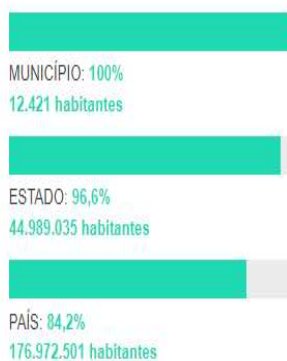 MUNICÍPIO: 100%
12.421 habitantes
ESTADO: 96,6%
44.989.035 habitantes
PAÍS: 84,2%
176.972.501 habitantes